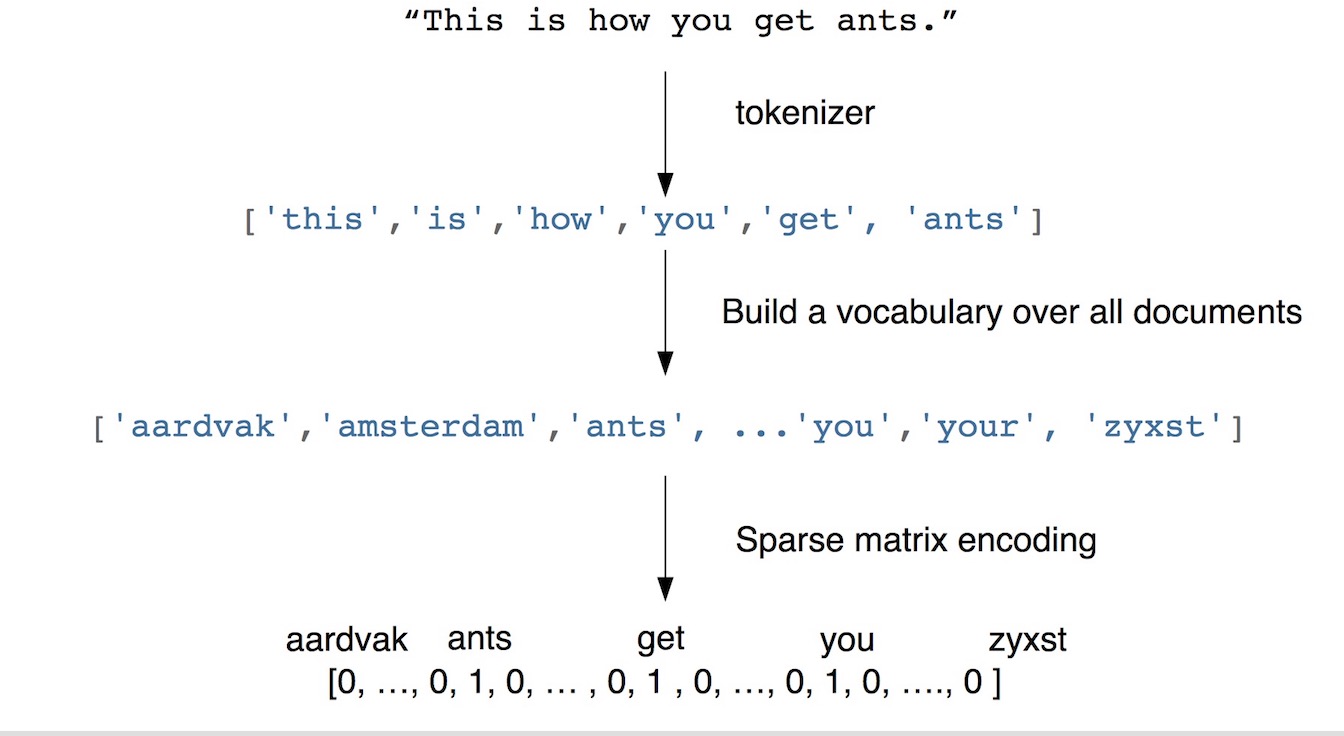 “This is how you get ants.”
tokenizer
['this','is','how','you','get', 'ants']
Build a vocabulary over all documents
['aardvak','amsterdam','ants', ...'you','your', 'zyxst']
Sparse matrix encoding
aardvak ants get you zyxst
[0, …, 0, 1, 0, … , 0, 1 , 0, …, 0, 1, 0, …., 0 ]